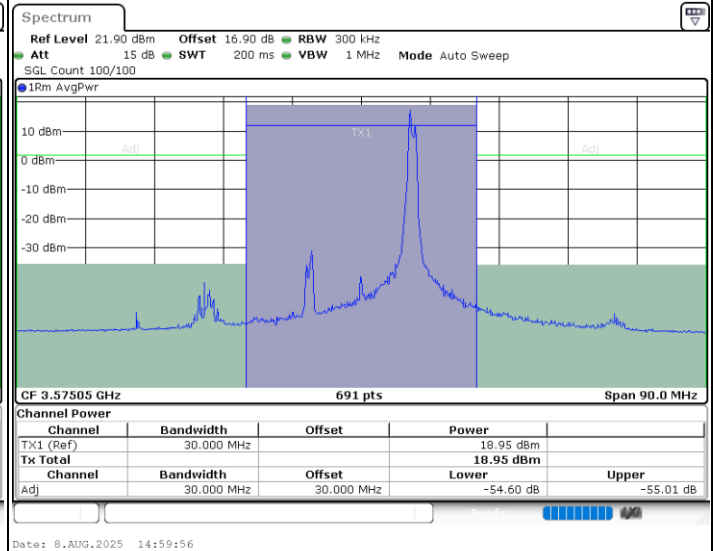 Spectrum
Ref Level 21.90 dBm Offset 16.90 dB RBW 300 kHz
Att 15 dB SWT 200 ms VBW 1 MHz Mode Auto Sweep
SGL Count 100/100
1Rm AvgPwr
10 dBm
TX1
Adj
Adj
0 dBm
-10 dBm
-20 dBm
-30 dBm
CF 3.57505 GHz 691 pts Span 90.0 MHz
Channel Power
Channel Bandwidth Offset Power
TX1 (Ref) 30.000 MHz 18.95 dBm
Tx Total 18.95 dBm
Channel Bandwidth Offset Lower Upper
Adj 30.000 MHz 30.000 MHz -54.60 dB -55.01 dB
Ready
Date: 8.AUG.2025 14:59:56